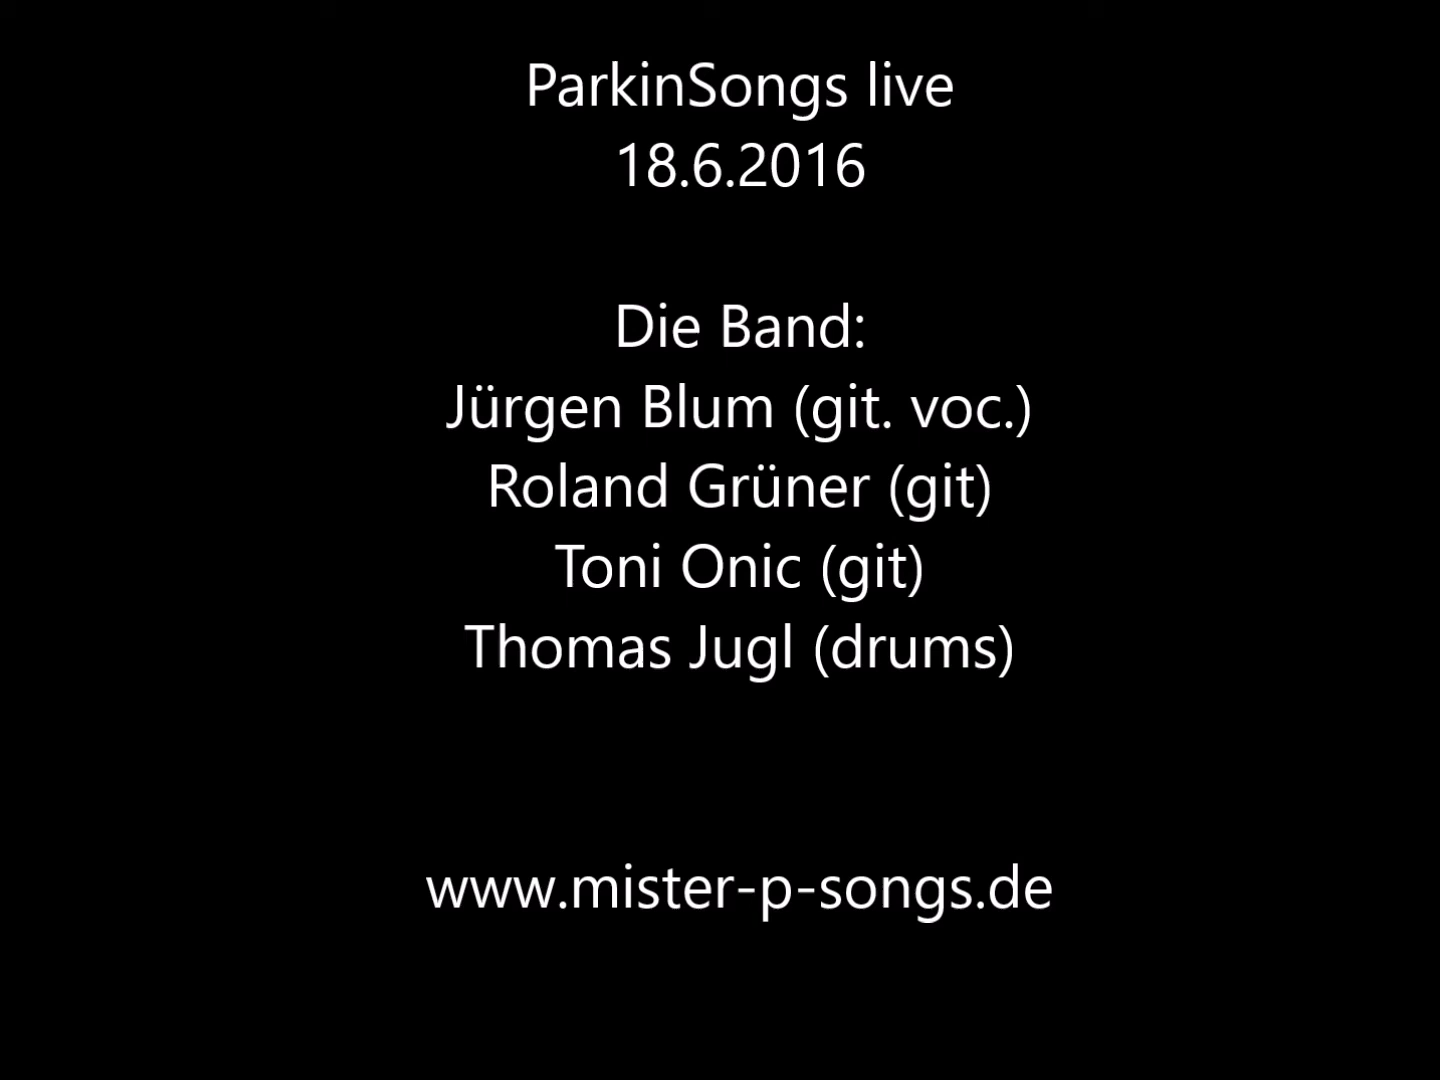 ParkinSongs live
18.6.2016
Die Band:
Jürgen Blum (git. voc.)
Roland Grüner (git)
Toni Onic (git)
Thomas Jugl (drums)
www.mister-p-songs.de